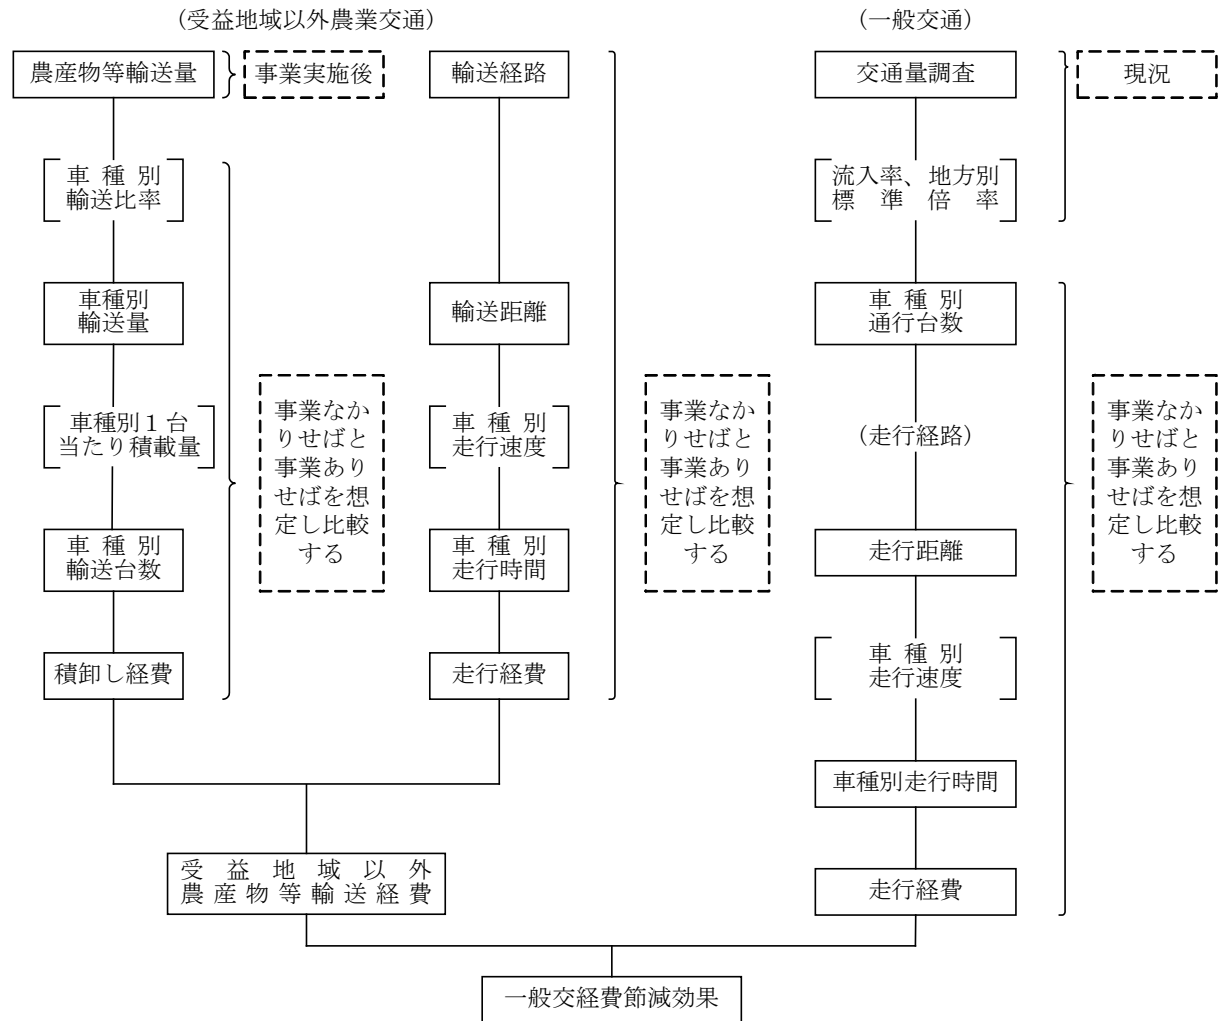 (受益地域以外農業交通)
農産物等輸送量
事業実施後
車種別
輸送比率
車種別
輸送量
車種別1台
当たり積載量
車種別
輸送台数
積卸し経費
事業なか
りせばと
事業あり
せばを想
定し比較
する
輸送経路
輸送距離
車種別
走行速度
車種別
走行時間
走行経費
事業なか
りせばと
事業あり
せばを想
定し比較
する
受益地域以外
農産物等輸送経費
(一般交通)
交通量調査
現況
流入率、地方別
標準倍率
車種別
通行台数
(走行経路)
走行距離
車種別
走行速度
車種別走行時間
走行経費
事業なか
りせばと
事業あり
せばを想
定し比較
する
一般交経費節減効果